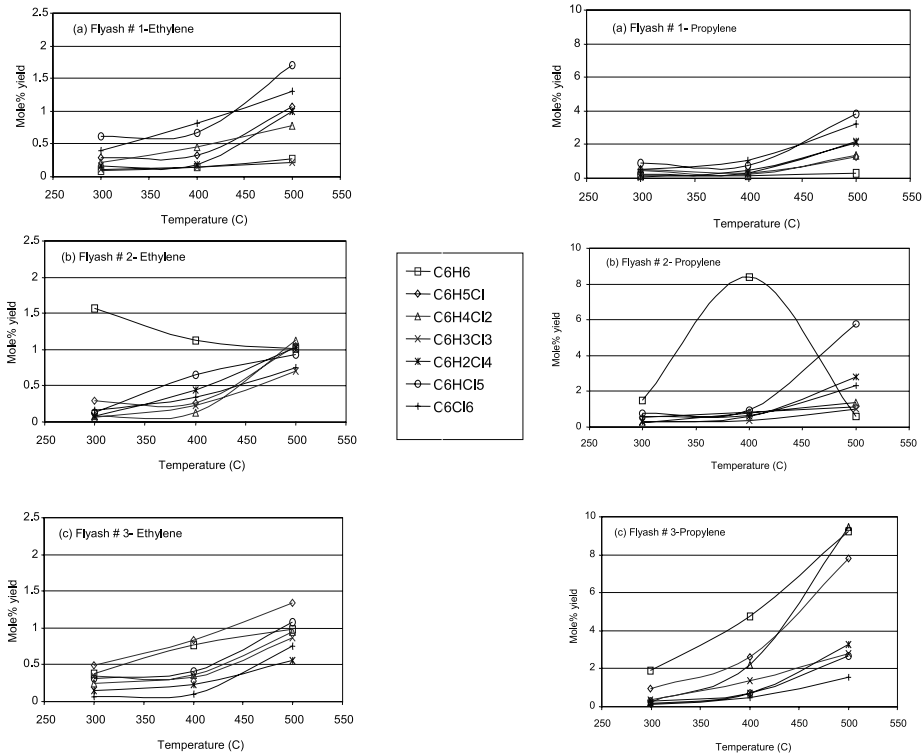 (a) Flyash # 1-Ethylene
2.5
2
1.5
1
0.5
0
250 300 350 400 450 500 550
Mole% yield
Temperature (C)
(a) Flyash # 1- Propylene
10
8
6
4
2
0
250 300 350 400 450 500 550
Mole% yield
Temperature (C)
(b) Flyash # 2- Ethylene
2.5
2
1.5
1
0.5
0
250 300 350 400 450 500 550
Mole% yield
Temperature (C)
C6H6
C6H5Cl
C6H4Cl2
C6H3Cl3
C6H2Cl4
C6HCl5
C6Cl6
(b) Flyash # 2- Propylene
10
8
6
4
2
0
250 300 350 400 450 500 550
Mole% yield
Temperature (C)
(c) Flyash # 3- Ethylene
2.5
2
1.5
1
0.5
0
250 300 350 400 450 500 550
Mole% yield
Temperature (C)
(c) Flyash # 3-Propylene
10
8
6
4
2
0
250 300 350 400 450 500 550
Mole% yield
Temperature (C)